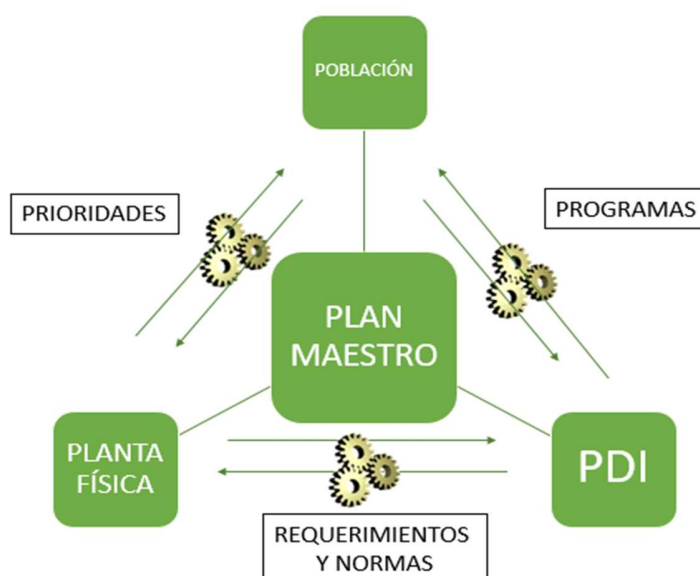 POBLACIÓN
PRIORIDADES
PROGRAMAS
PLAN
MAESTRO
PLANTA
FÍSICA
PDI
REQUERIMIENTOS
Y NORMAS